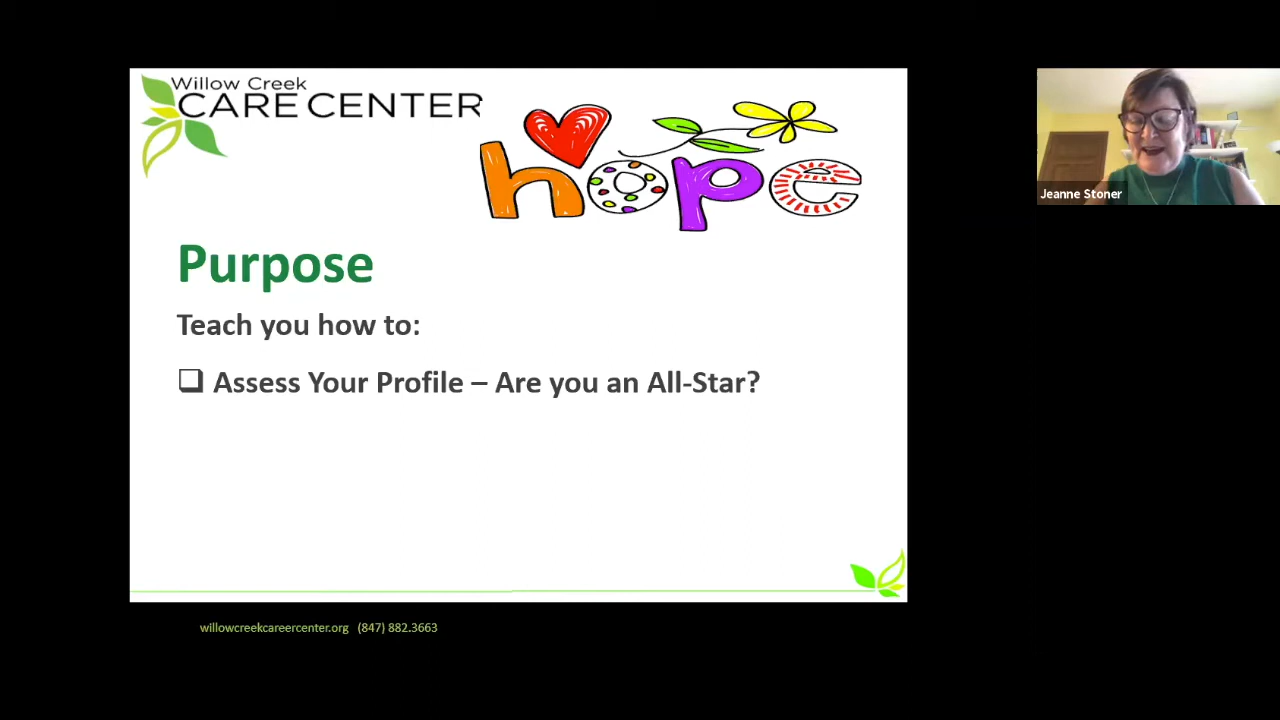 Willow Creek
CARE CENTER
hope
Purpose
Teach you how to:
❑ Assess Your Profile – Are you an All-Star?
Jeanne Stoner
willowcreekcareercenter.org (847) 882.3663